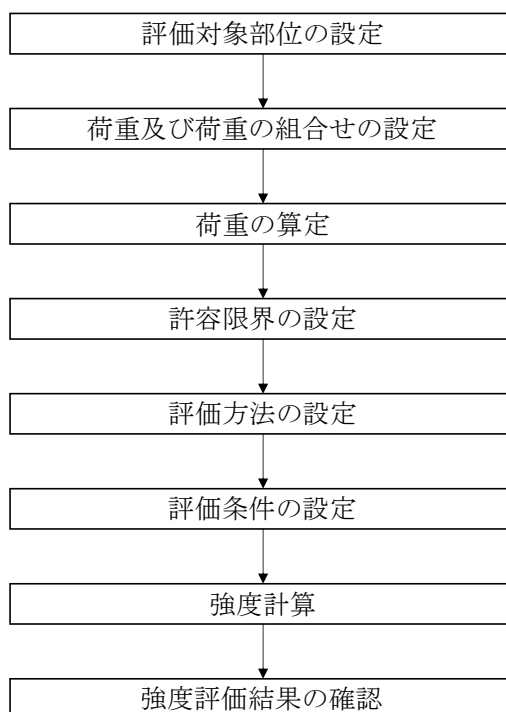 評価対象部位の設定
荷重及び荷重の組合せの設定
荷重の算定
許容限界の設定
評価方法の設定
評価条件の設定
強度計算
強度評価結果の確認